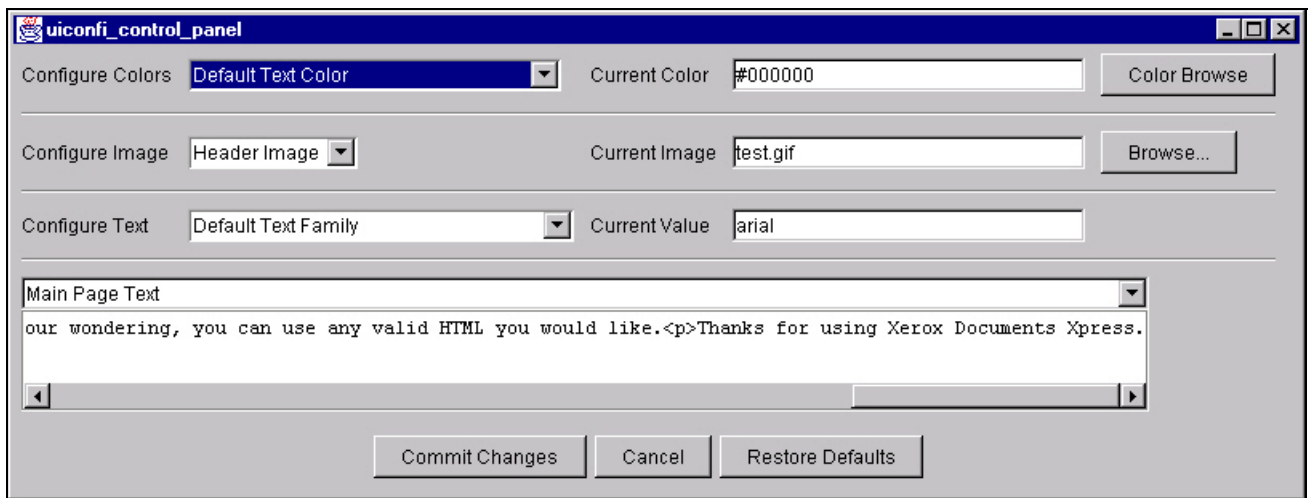 uiconfi_control_panel
Configure Colors Default Text Color Current Color #000000 Color Browse
Configure Image Header Image Current Image test.gif Browse...
Configure Text Default Text Family Current Value arial
Main Page Text
our wondering, you can use any valid HTML you would like.<p>Thanks for using Xerox Documents Xpress.
Commit Changes Cancel Restore Defaults